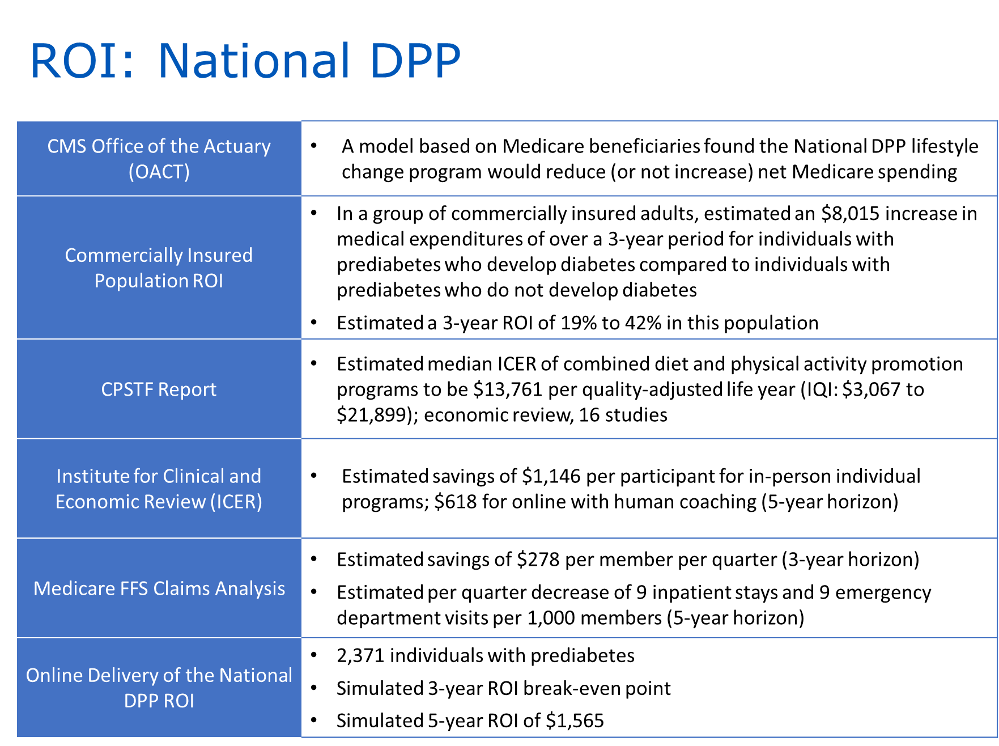 ROI: National DPP
CMS Office of the Actuary
(OACT)
• A model based on Medicare beneficiaries found the National DPP lifestyle
change program would reduce (or not increase) net Medicare spending
Commercially Insured
Population ROI
• In a group of commercially insured adults, estimated an $8,015 increase in
medical expenditures of over a 3-year period for individuals with
prediabetes who develop diabetes compared to individuals with
prediabetes who do not develop diabetes
• Estimated a 3-year ROI of 19% to 42% in this population
CPSTF Report
• Estimated median ICER of combined diet and physical activity promotion
programs to be $13,761 per quality-adjusted life year (IQI: $3,067 to
$21,899); economic review, 16 studies
Institute for Clinical and
Economic Review (ICER)
• Estimated savings of $1,146 per participant for in-person individual
programs; $618 for online with human coaching (5-year horizon)
Medicare FFS Claims Analysis
• Estimated savings of $278 per member per quarter (3-year horizon)
• Estimated per quarter decrease of 9 inpatient stays and 9 emergency
department visits per 1,000 members (5-year horizon)
Online Delivery of the National
DPP ROI
• 2,371 individuals with prediabetes
• Simulated 3-year ROI break-even point
• Simulated 5-year ROI of $1,565